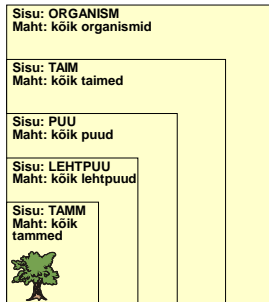 Sisu: ORGANISM
Maht: kõik organismid
Sisu: TAIM
Maht: kõik taimed
Sisu: PUU
Maht: kõik puud
Sisu: LEHTPUU
Maht: kõik lehtpuud
Sisu: TAMM
Maht: kõik
tammed